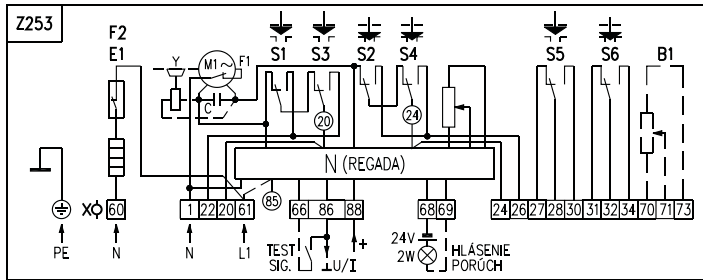 Z253
F2
E1
Y
M1 ~
F1
C
S1
S3
S2
S4
S5
S6
B1
20
24
N (REGADA)
85
X
60
1 22 20 61
66 86 88
68 69
24 26 27 28 30 31 32 34 70 71 73
PE
N
N
L1
TEST
SIG.
U/I
+
24V
2W
HLÁSENIE
PORÚCH